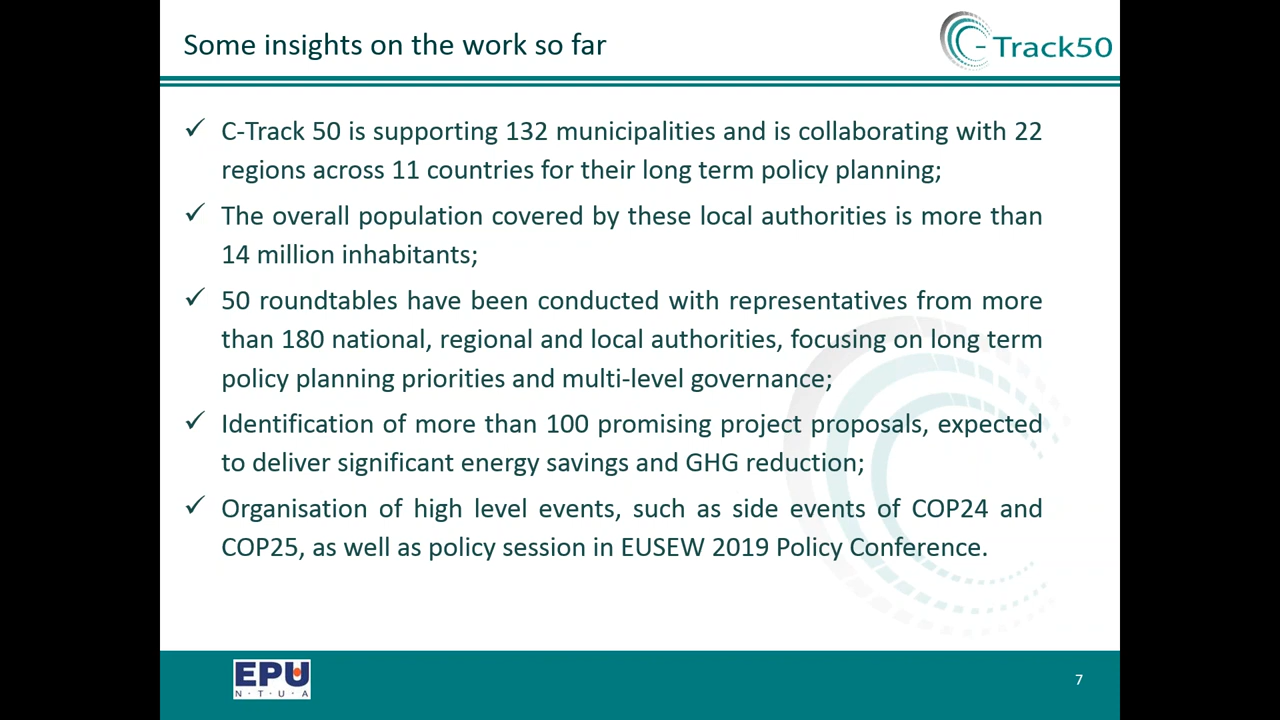 Some insights on the work so far
C-Track50
✓ C-Track 50 is supporting 132 municipalities and is collaborating with 22
regions across 11 countries for their long term policy planning;
✓ The overall population covered by these local authorities is more than
14 million inhabitants;
✓ 50 roundtables have been conducted with representatives from more
than 180 national, regional and local authorities, focusing on long term
policy planning priorities and multi-level governance;
✓ Identification of more than 100 promising project proposals, expected
to deliver significant energy savings and GHG reduction;
✓ Organisation of high level events, such as side events of COP24 and
COP25, as well as policy session in EUSEW 2019 Policy Conference.
EPU
N·T·U·A
7